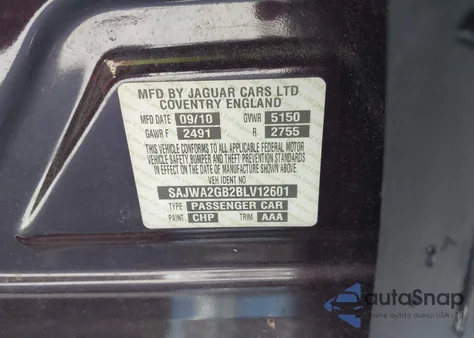 MFD BY JAGUAR CARS LTD
COVENTRY ENGLAND
MFD DATE 09/10 GVWR 5150
GAWR F 2491 R 2755
THIS VEHICLE CONFORMS TO ALL APPLICABLE FEDERAL MOTOR
VEHICLE SAFETY, BUMPER AND THEFT PREVENTION STANDARDS
IN EFFECT ON THE DATE OF MANUFACTURE SHOWN ABOVE
VEH IDENT NO SAJWA2GB2BLV12601
TYPE PASSENGER CAR
PAINT CHP TRIM AAA
autaSnap